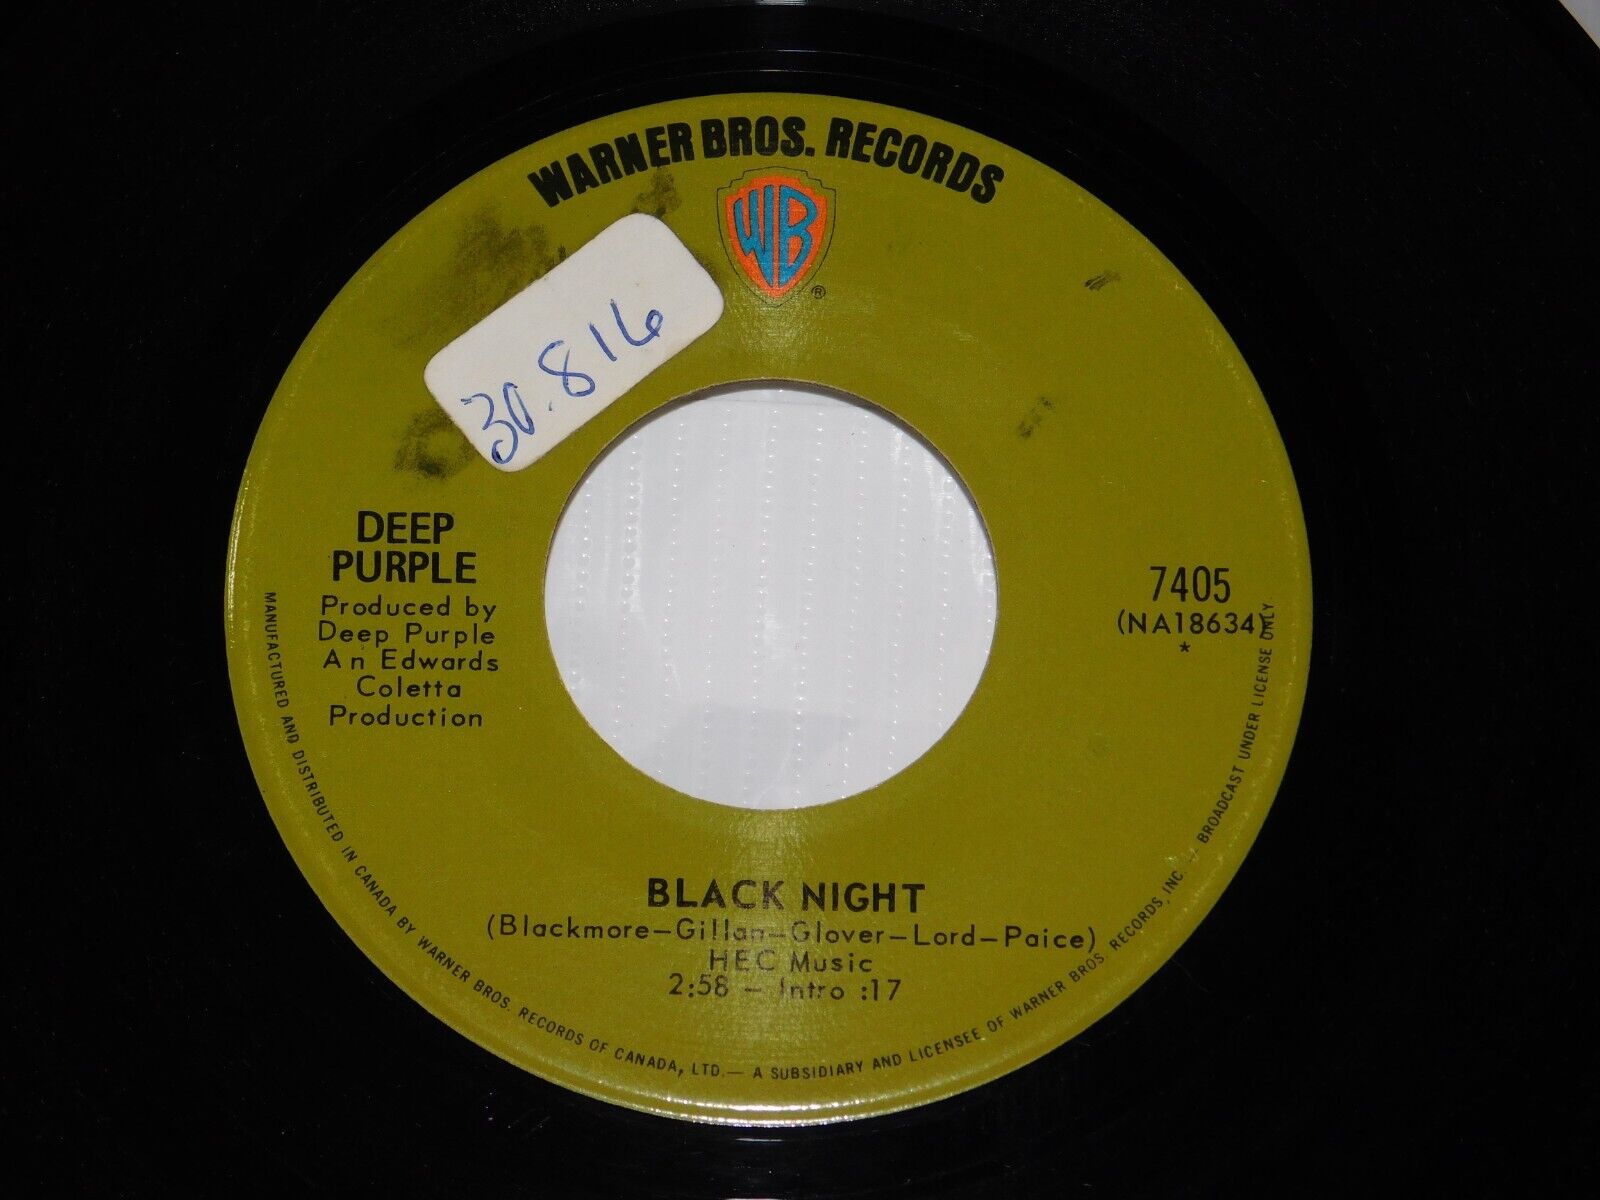 WARNER BROS. RECORDS
WB
®
30.816
DEEP
PURPLE
Produced by
Deep Purple
An Edwards
Coletta
Production
7405
(NA18634)
*
BLACK NIGHT
(Blackmore–Gillan–Glover–Lord–Paice)
HEC Music
2:58 – Intro :17
MANUFACTURED AND DISTRIBUTED IN CANADA BY WARNER BROS. RECORDS OF CANADA, LTD.— A SUBSIDIARY AND LICENSEE OF WARNER BROS. RECORDS, INC. / BROADCAST UNDER LICENSE ONLY